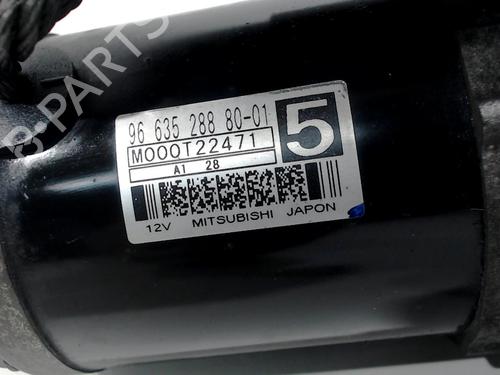 96 635 288 80-01
5
M000T22471
A1 28
12V MITSUBISHI JAPON
B-PARTS